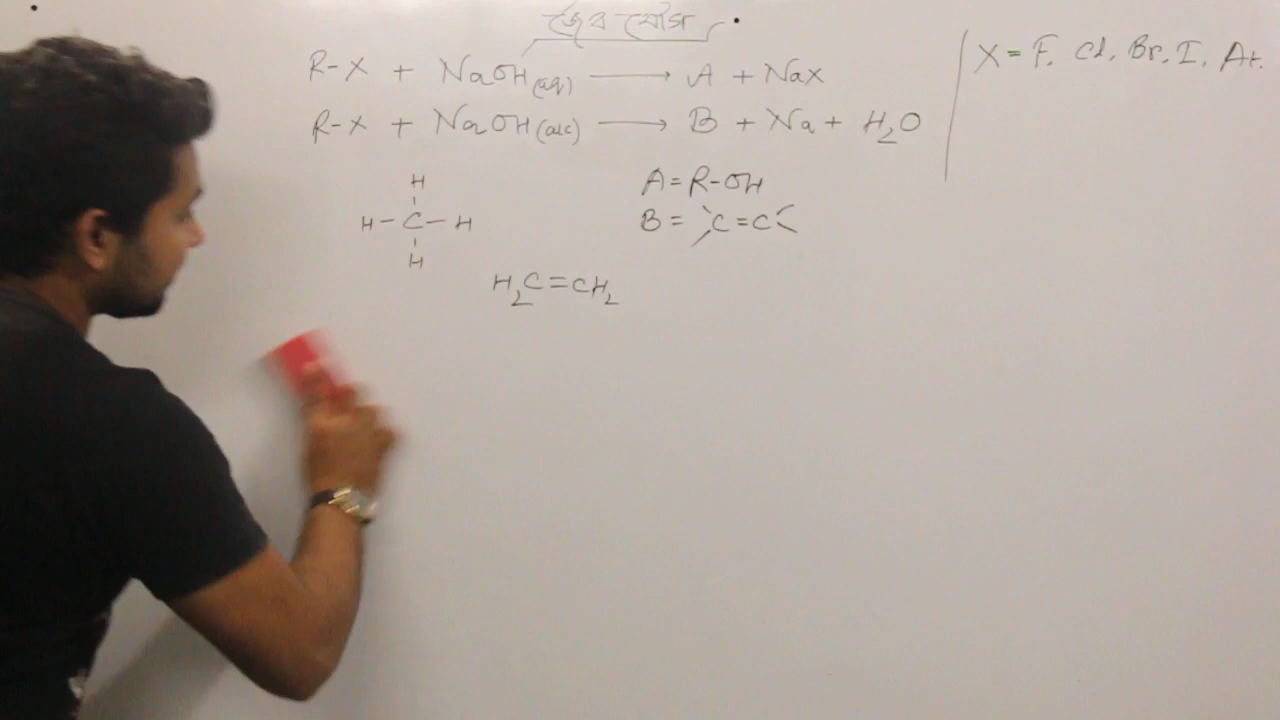 জৈব যৌগ
R-X + NaOH(aq) ⟶ A + NaX
R-X + NaOH(alc) ⟶ B + Na + H₂O
X = F, Cl, Br, I, At.
H
H-C-H
H
A = R-OH
B = >C=C<
H₂C=CH₂